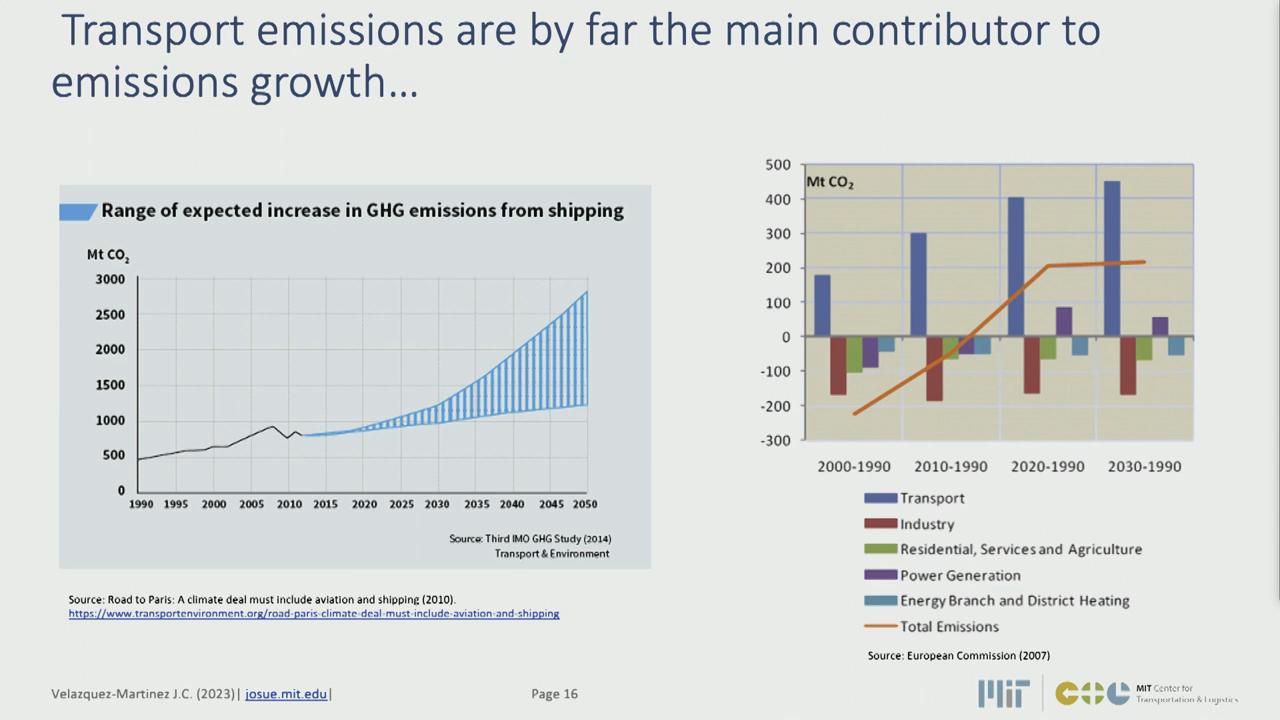 Transport emissions are by far the main contributor to
emissions growth…
Range of expected increase in GHG emissions from shipping
Mt CO2
3000
2500
2000
1500
1000
500
0
1990 1995 2000 2005 2010 2015 2020 2025 2030 2035 2040 2045 2050
Source: Third IMO GHG Study (2014)
Transport & Environment
Source: Road to Paris: A climate deal must include aviation and shipping (2010).
https://www.transportenvironment.org/road-paris-climate-deal-must-include-aviation-and-shipping
500
Mt CO2
400
300
200
100
0
-100
-200
-300
2000-1990 2010-1990 2020-1990 2030-1990
Transport
Industry
Residential, Services and Agriculture
Power Generation
Energy Branch and District Heating
Total Emissions
Source: European Commission (2007)
Velazquez-Martinez J.C. (2023)| josue.mit.edu|
Page 16
MIT
MIT Center for
Transportation & Logistics